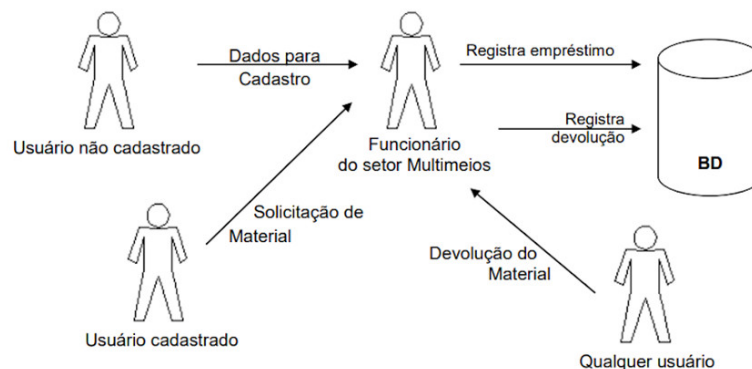 Dados para
Cadastro
Registra empréstimo
Registra
devolução
BD
Usuário não cadastrado
Funcionário
do setor Multimeios
Solicitação de
Material
Devolução do
Material
Usuário cadastrado
Qualquer usuário